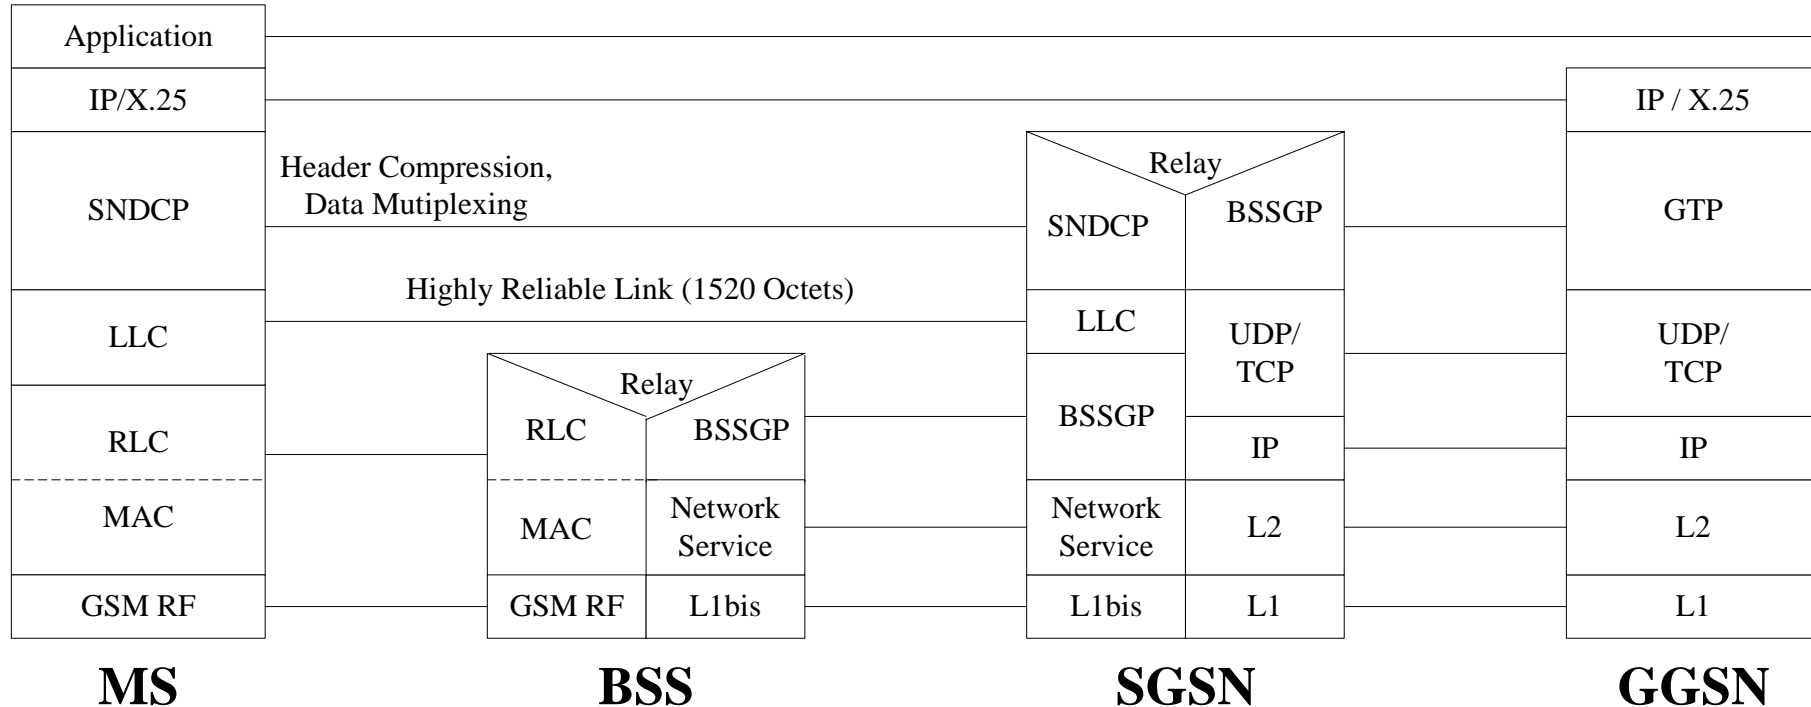 Application
IP/X.25
IP / X.25
Header Compression,
Data Mutiplexing
Relay
SNDCP
SNDCP
BSSGP
GTP
Highly Reliable Link (1520 Octets)
LLC
LLC
UDP/
TCP
UDP/
TCP
Relay
RLC
RLC
BSSGP
BSSGP
IP
IP
MAC
MAC
Network
Service
Network
Service
L2
L2
GSM RF
GSM RF
L1bis
L1bis
L1
L1
MS
BSS
SGSN
GGSN